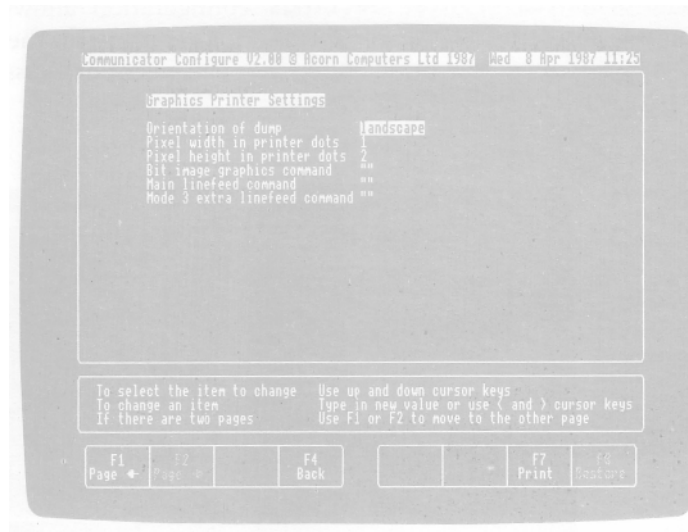 Communicator Configure V2.00 © Acorn Computers Ltd 1987 Wed 8 Apr 1987 11:25
Graphics Printer Settings
Orientation of dump landscape
Pixel width in printer dots 1
Pixel height in printer dots 2
Bit image graphics command ""
Main linefeed command ""
Mode 3 extra linefeed command ""
To select the item to change Use up and down cursor keys
To change an item Type in new value or use < and > cursor keys
If there are two pages Use F1 or F2 to move to the other page
F1 F2 F4 F7 F8
Page ← Page Back Print Restore